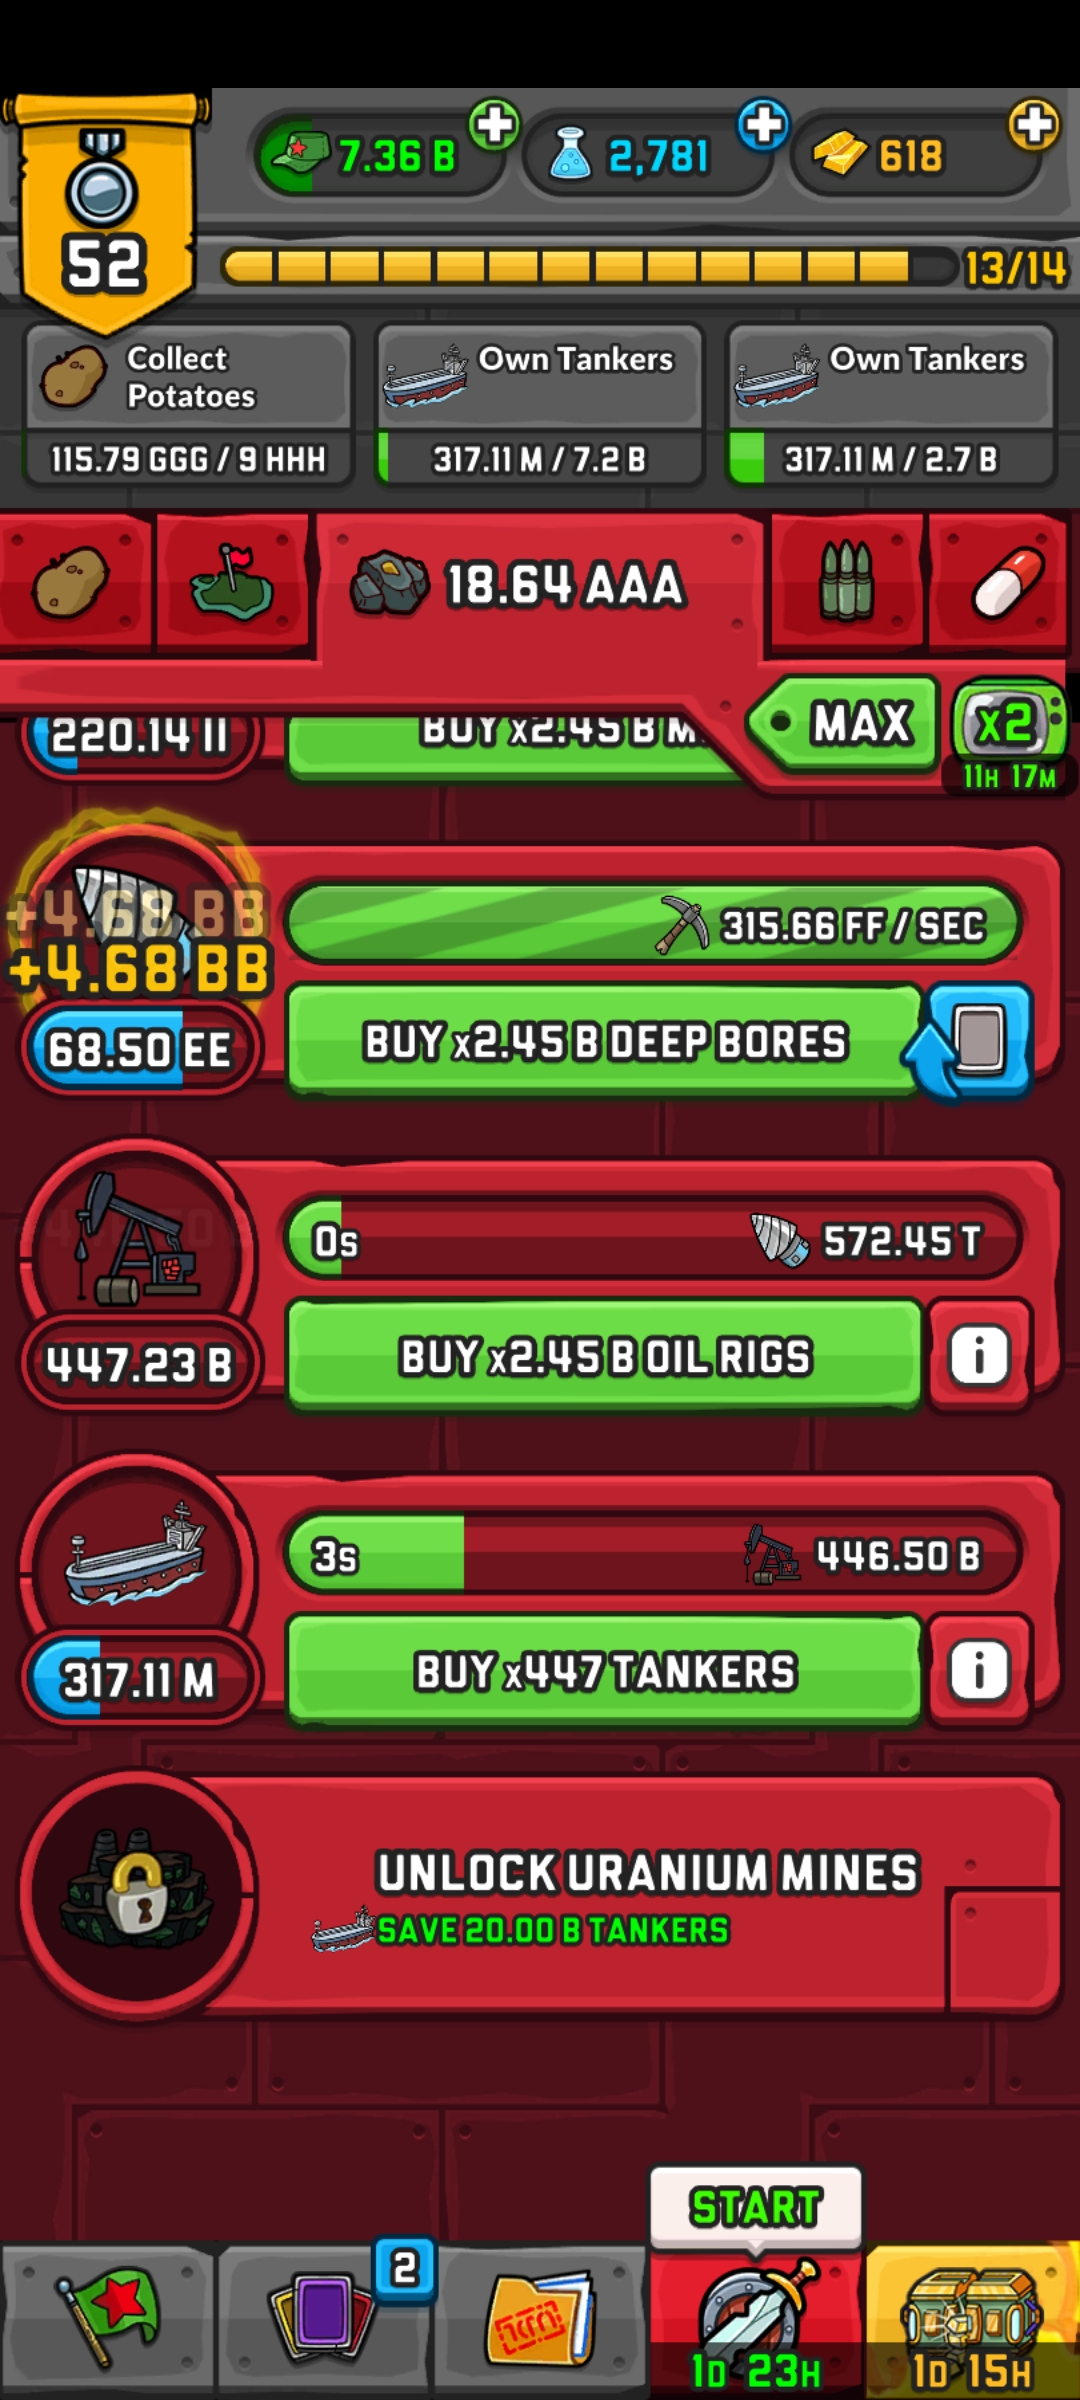 7.36 B
2,781
618
52
13/14
Collect
Potatoes
115.79 GGG / 9 HHH
Own Tankers
317.11 M / 7.2 B
Own Tankers
317.11 M / 2.7 B
18.64 AAA
MAX
x2
11H 17M
220.14 II
BUY x2.45 B M
+4.68 BB
+4.68 BB
315.66 FF / SEC
68.50 EE
BUY x2.45 B DEEP BORES
0s
572.45 T
447.23 B
BUY x2.45 B OIL RIGS
i
3s
446.50 B
317.11 M
BUY x447 TANKERS
i
UNLOCK URANIUM MINES
SAVE 20.00 B TANKERS
START
2
1D 23H
1D 15H